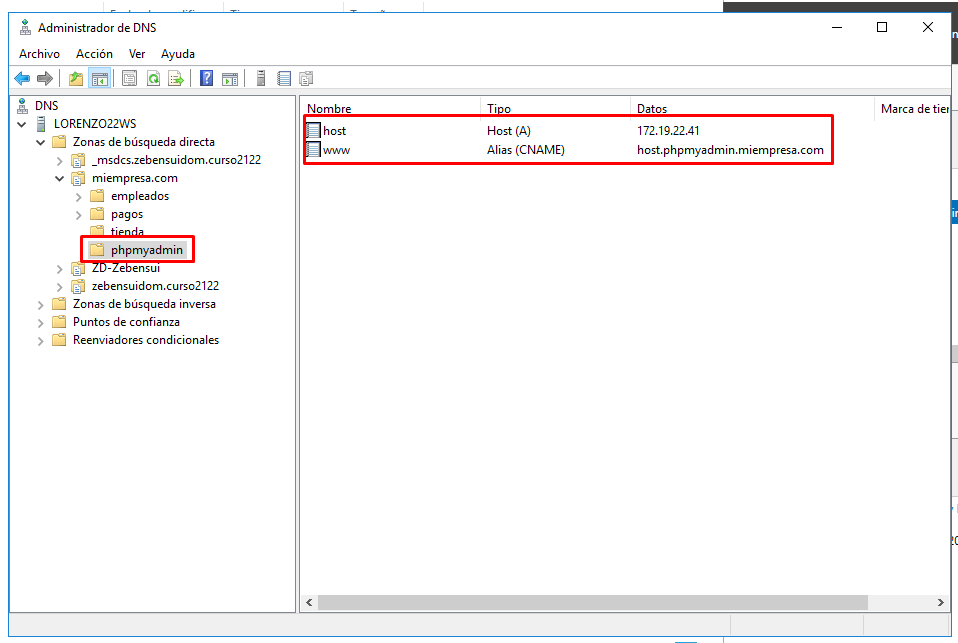 Administrador de DNS
Archivo Acción Ver Ayuda
DNS
LORENZO22WS
Zonas de búsqueda directa
_msdcs.zebensuidom.curso2122
miempresa.com
empleados
pagos
tienda
phpmyadmin
ZD-Zebensui
zebensuidom.curso2122
Zonas de búsqueda inversa
Puntos de confianza
Reenviadores condicionales
Nombre Tipo Datos Marca de tier
host Host (A) 172.19.22.41
www Alias (CNAME) host.phpmyadmin.miempresa.com